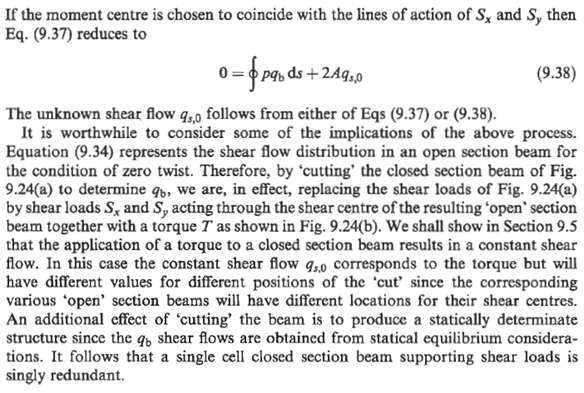 If the moment centre is chosen to coincide with the lines of action of Sx and Sy then
Eq. (9.37) reduces to
0 = ∮ pqb ds + 2Aqs,0 (9.38)
The unknown shear flow qs,0 follows from either of Eqs (9.37) or (9.38).
It is worthwhile to consider some of the implications of the above process.
Equation (9.34) represents the shear flow distribution in an open section beam for
the condition of zero twist. Therefore, by ‘cutting’ the closed section beam of Fig.
9.24(a) to determine qb, we are, in effect, replacing the shear loads of Fig. 9.24(a)
by shear loads Sx and Sy acting through the shear centre of the resulting ‘open’ section
beam together with a torque T as shown in Fig. 9.24(b). We shall show in Section 9.5
that the application of a torque to a closed section beam results in a constant shear
flow. In this case the constant shear flow qs,0 corresponds to the torque but will
have different values for different positions of the ‘cut’ since the corresponding
various ‘open’ section beams will have different locations for their shear centres.
An additional effect of ‘cutting’ the beam is to produce a statically determinate
structure since the qb shear flows are obtained from statical equilibrium considera-
tions. It follows that a single cell closed section beam supporting shear loads is
singly redundant.